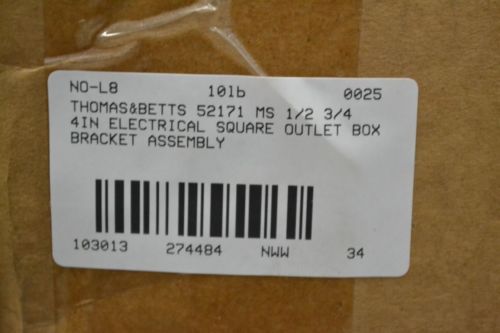 NO-L8 10lb 0025
THOMAS&BETTS 52171 MS 1/2 3/4
4IN ELECTRICAL SQUARE OUTLET BOX
BRACKET ASSEMBLY
103013 274484 NWW 34